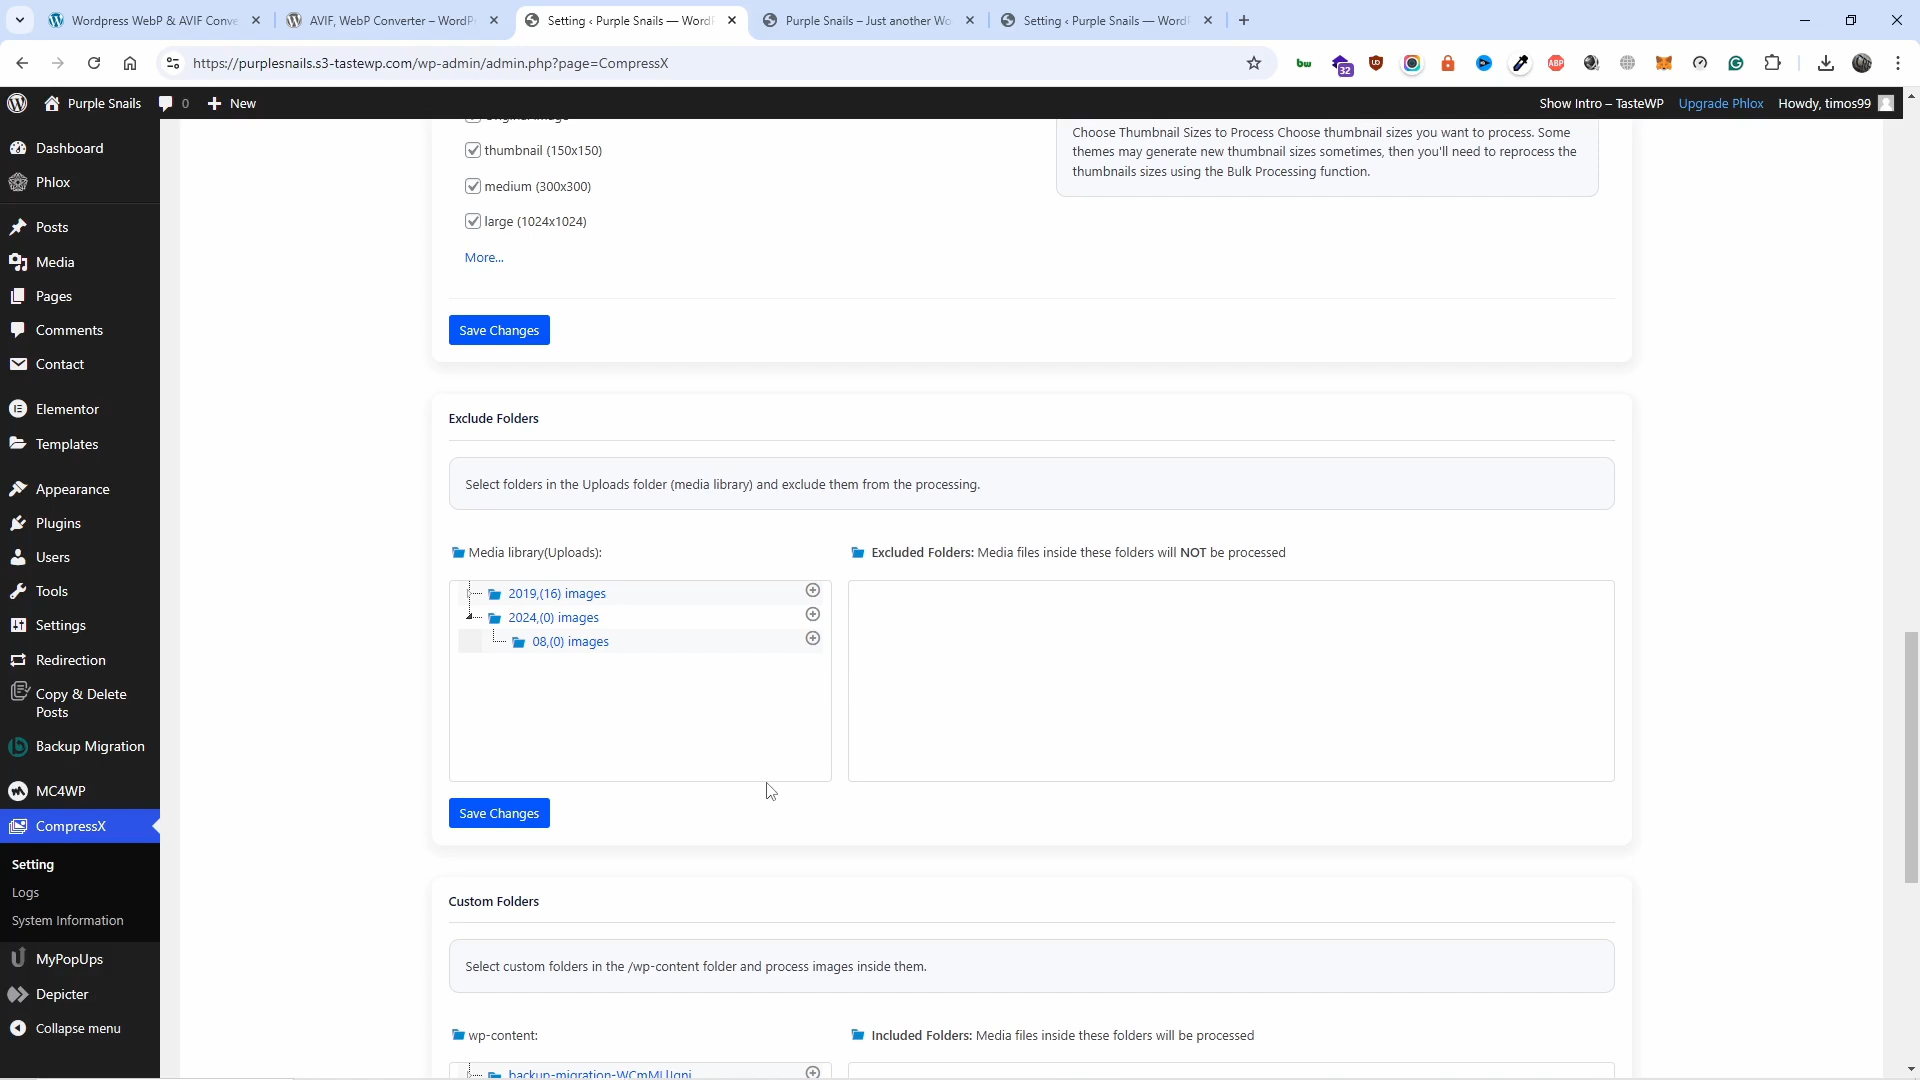 Wordpress WebP & AVIF Conve
AVIF, WebP Converter – WordP
Setting ‹ Purple Snails — WordP
Purple Snails – Just another Wo
Setting ‹ Purple Snails — WordP
https://purplesnails.s3-tastewp.com/wp-admin/admin.php?page=CompressX
bw
32
ABP
Purple Snails
0
New
Show Intro – TasteWP
Upgrade Phlox
Howdy, timos99
Dashboard
Phlox
Posts
Media
Pages
Comments
Contact
Elementor
Templates
Appearance
Plugins
Users
Tools
Settings
Redirection
Copy & Delete
Posts
Backup Migration
MC4WP
CompressX
Setting
Logs
System Information
MyPopUps
Depicter
Collapse menu
thumbnail (150x150)
medium (300x300)
large (1024x1024)
More...
Choose Thumbnail Sizes to Process Choose thumbnail sizes you want to process. Some
themes may generate new thumbnail sizes sometimes, then you'll need to reprocess the
thumbnails sizes using the Bulk Processing function.
Save Changes
Exclude Folders
Select folders in the Uploads folder (media library) and exclude them from the processing.
Media library(Uploads):
Excluded Folders: Media files inside these folders will NOT be processed
2019,(16) images
2024,(0) images
08,(0) images
Save Changes
Custom Folders
Select custom folders in the /wp-content folder and process images inside them.
wp-content:
Included Folders: Media files inside these folders will be processed